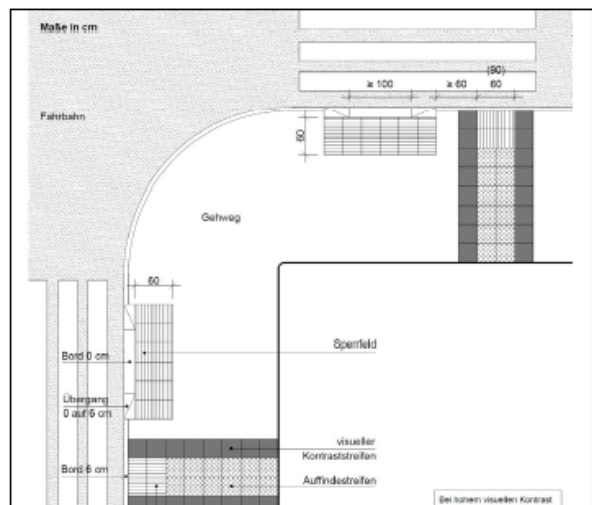 Maße in cm
(90)
≥ 100
≥ 60
60
Fahrbahn
60
Gehweg
60
Sperrfeld
Bord 0 cm
Übergang
0 auf 6 cm
visueller
Kontraststreifen
Bord 6 cm
Auffindestreifen
Bei hohem visuellen Kontrast